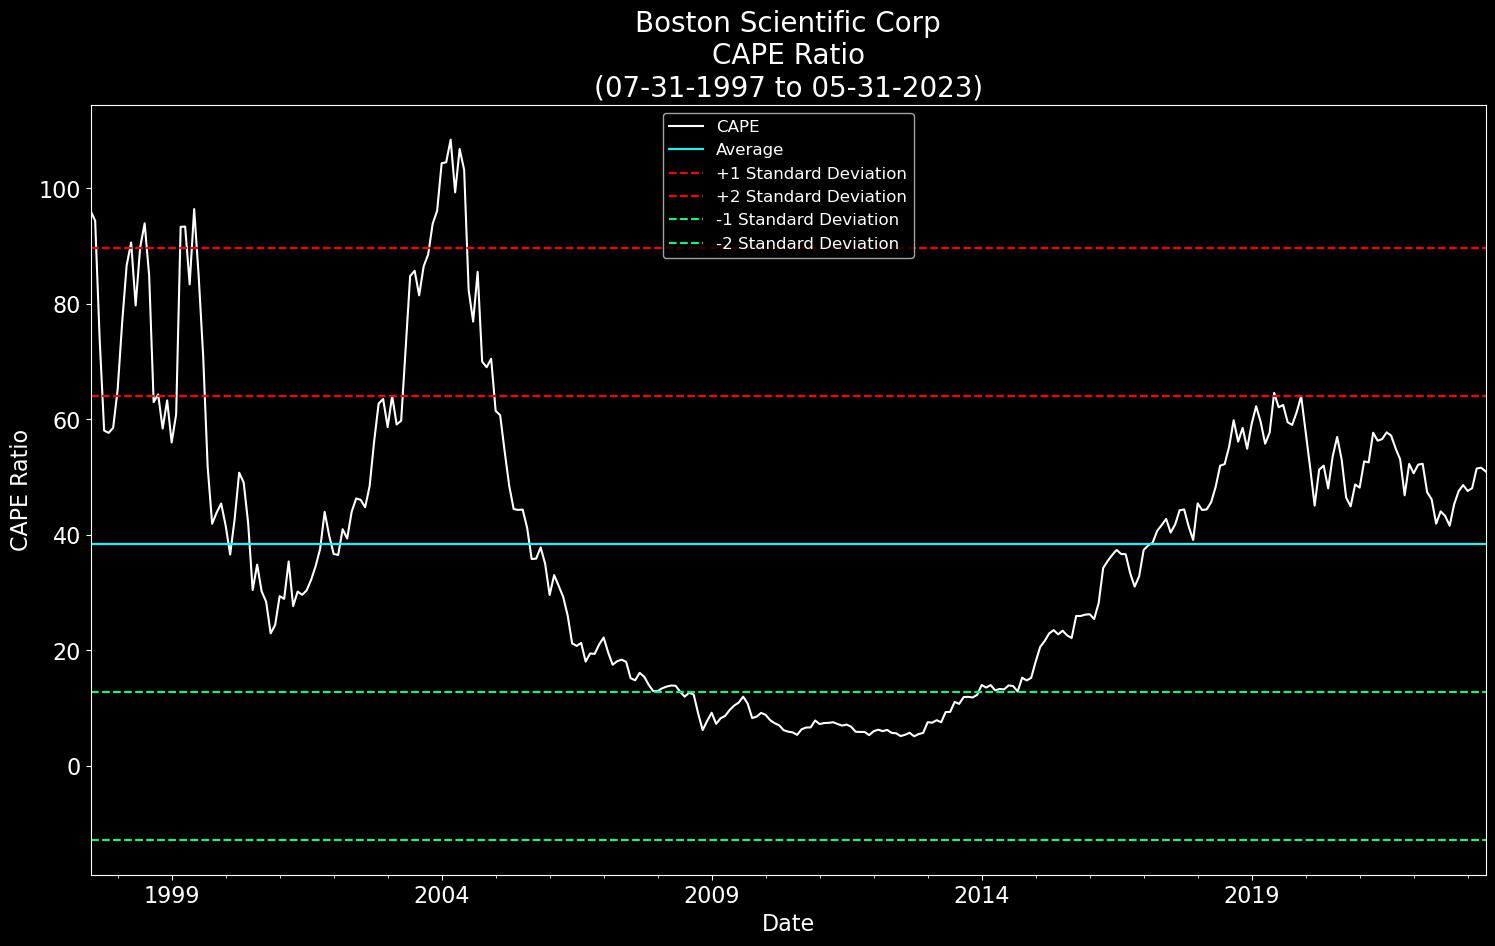 Boston Scientific Corp
CAPE Ratio
(07-31-1997 to 05-31-2023)
CAPE
Average
+1 Standard Deviation
+2 Standard Deviation
-1 Standard Deviation
-2 Standard Deviation
100
80
60
40
20
0
CAPE Ratio
1999 2004 2009 2014 2019
Date